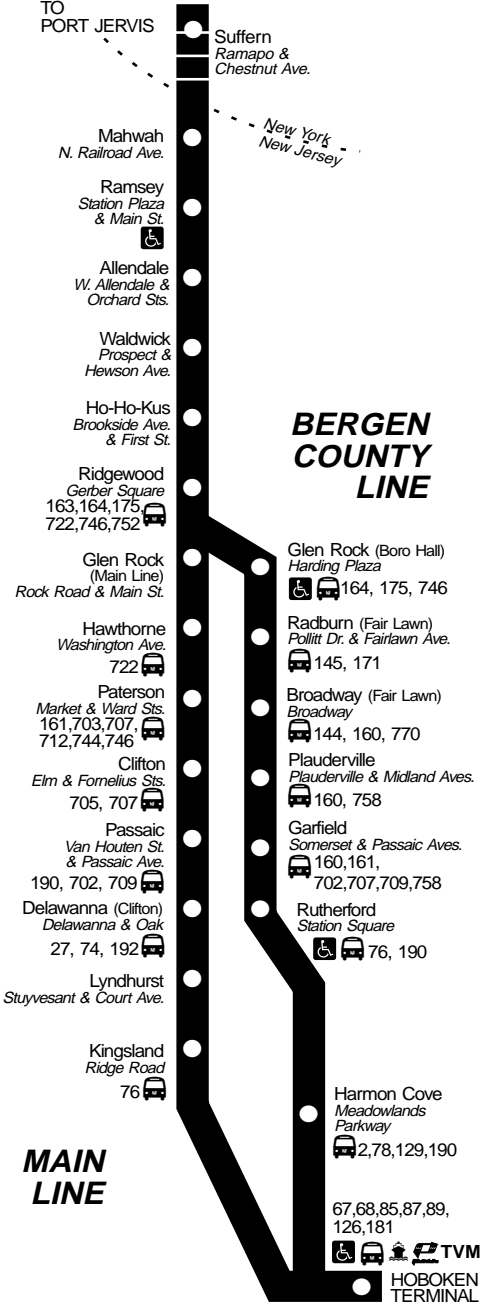 TO
PORT JERVIS
Suffern
Ramapo &
Chestnut Ave.
New York
New Jersey
Mahwah
N. Railroad Ave.
Ramsey
Station Plaza
& Main St.
Allendale
W. Allendale &
Orchard Sts.
Waldwick
Prospect &
Hewson Ave.
Ho-Ho-Kus
Brookside Ave.
& First St.
Ridgewood
Gerber Square
163,164,175,
722,746,752
BERGEN
COUNTY
LINE
Glen Rock
(Main Line)
Rock Road & Main St.
Hawthorne
Washington Ave.
722
Paterson
Market & Ward Sts.
161,703,707,
712,744,746
Clifton
Elm & Fornelius Sts.
705, 707
Passaic
Van Houten St.
& Passaic Ave.
190, 702, 709
Delawanna (Clifton)
Delawanna & Oak
27, 74, 192
Lyndhurst
Stuyvesant & Court Ave.
Kingsland
Ridge Road
76
MAIN
LINE
Glen Rock (Boro Hall)
Harding Plaza
164, 175, 746
Radburn (Fair Lawn)
Pollitt Dr. & Fairlawn Ave.
145, 171
Broadway (Fair Lawn)
Broadway
144, 160, 770
Plauderville
Plauderville & Midland Aves.
160, 758
Garfield
Somerset & Passaic Aves.
160,161,
702,707,709,758
Rutherford
Station Square
76, 190
Harmon Cove
Meadowlands
Parkway
2,78,129,190
67,68,85,87,89,
126,181
TVM
HOBOKEN
TERMINAL